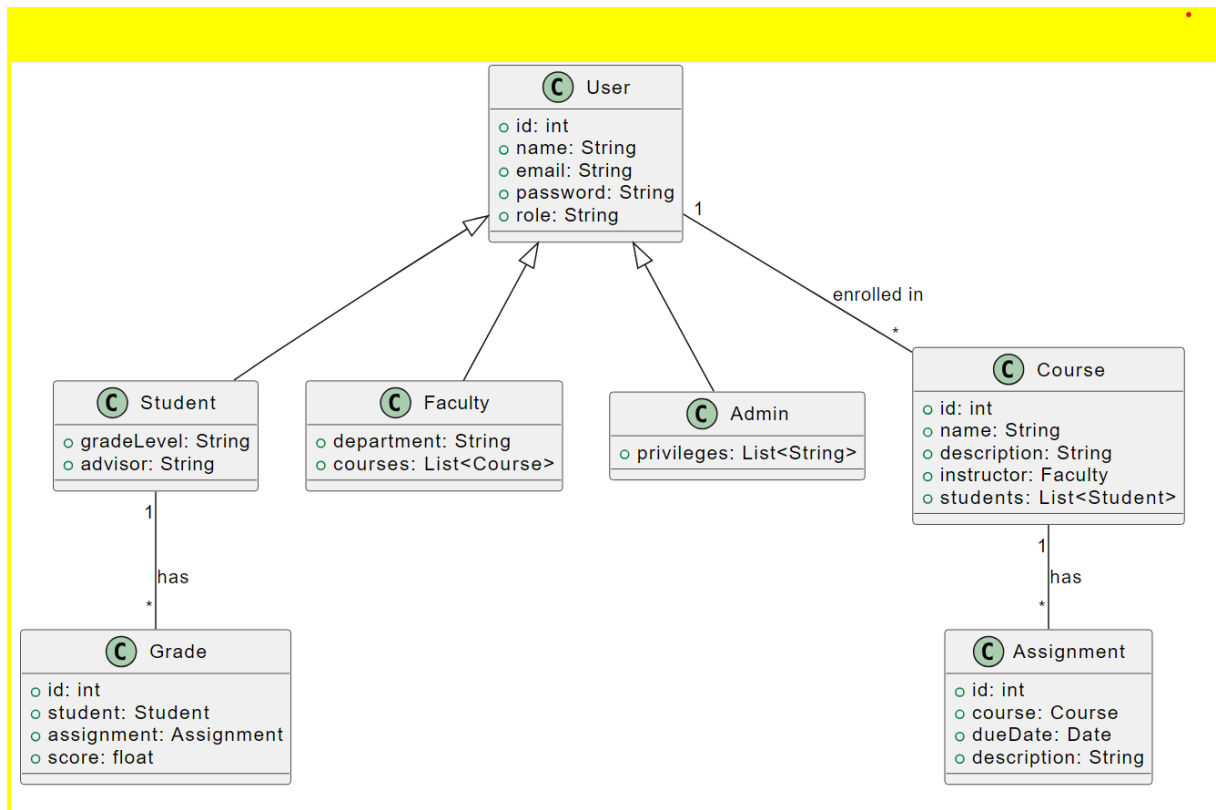 C User
id: int
name: String
email: String
password: String
role: String
1
enrolled in
*
C Student
gradeLevel: String
advisor: String
C Faculty
department: String
courses: List<Course>
C Admin
privileges: List<String>
C Course
id: int
name: String
description: String
instructor: Faculty
students: List<Student>
1
has
*
1
has
*
C Grade
id: int
student: Student
assignment: Assignment
score: float
C Assignment
id: int
course: Course
dueDate: Date
description: String